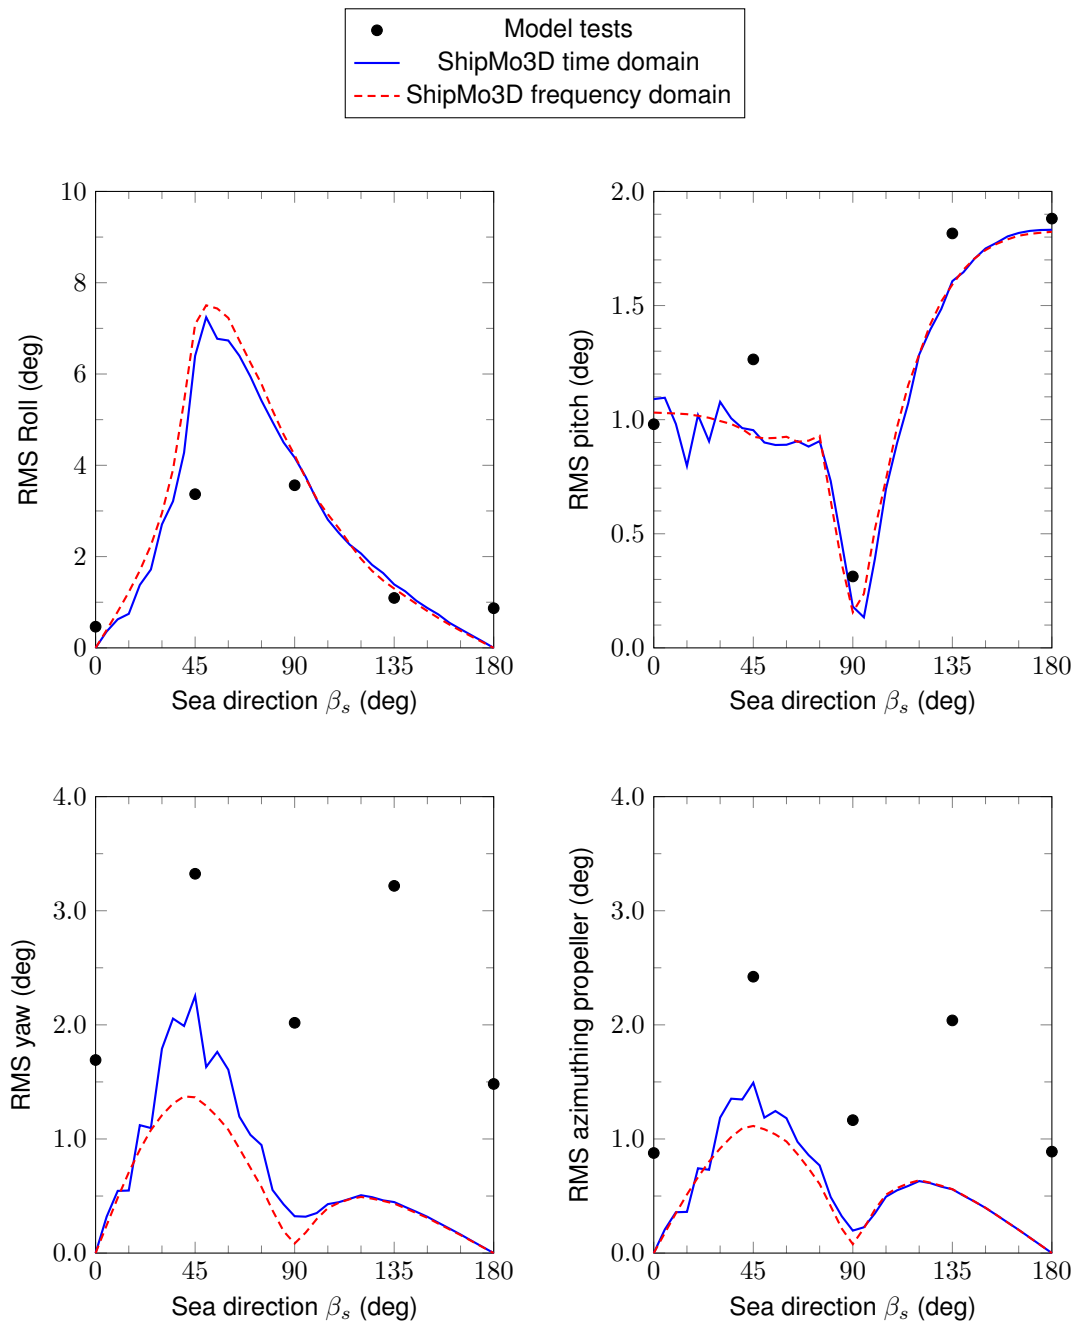 Model tests
ShipMo3D time domain
ShipMo3D frequency domain
10
8
6
4
2
0
RMS Roll (deg)
0 45 90 135 180
Sea direction βs (deg)
2.0
1.5
1.0
0.5
0.0
RMS pitch (deg)
0 45 90 135 180
Sea direction βs (deg)
4.0
3.0
2.0
1.0
0.0
RMS yaw (deg)
0 45 90 135 180
Sea direction βs (deg)
4.0
3.0
2.0
1.0
0.0
RMS azimuthing propeller (deg)
0 45 90 135 180
Sea direction βs (deg)